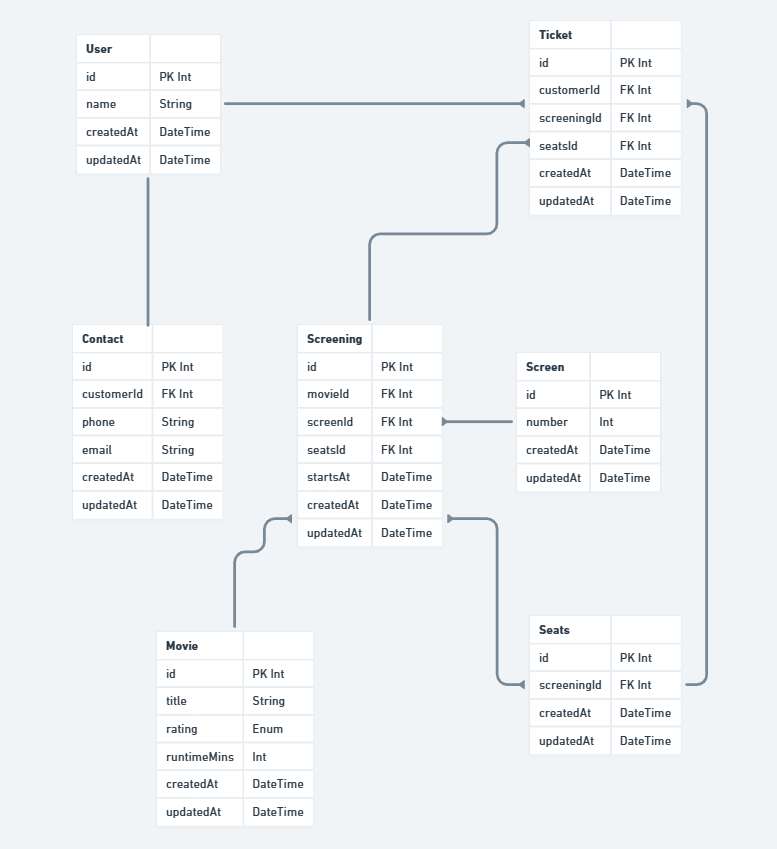 User
id PK Int
name String
createdAt DateTime
updatedAt DateTime
Ticket
id PK Int
customerId FK Int
screeningId FK Int
seatsId FK Int
createdAt DateTime
updatedAt DateTime
Contact
id PK Int
customerId FK Int
phone String
email String
createdAt DateTime
updatedAt DateTime
Screening
id PK Int
movieId FK Int
screenId FK Int
seatsId FK Int
startsAt DateTime
createdAt DateTime
updatedAt DateTime
Screen
id PK Int
number Int
createdAt DateTime
updatedAt DateTime
Movie
id PK Int
title String
rating Enum
runtimeMins Int
createdAt DateTime
updatedAt DateTime
Seats
id PK Int
screeningId FK Int
createdAt DateTime
updatedAt DateTime